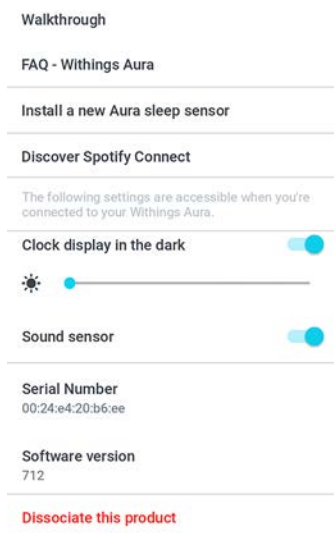 Walkthrough
FAQ - Withings Aura
Install a new Aura sleep sensor
Discover Spotify Connect
The following settings are accessible when you're
connected to your Withings Aura.
Clock display in the dark
Sound sensor
Serial Number
00:24:e4:20:b6:ee
Software version
712
Dissociate this product